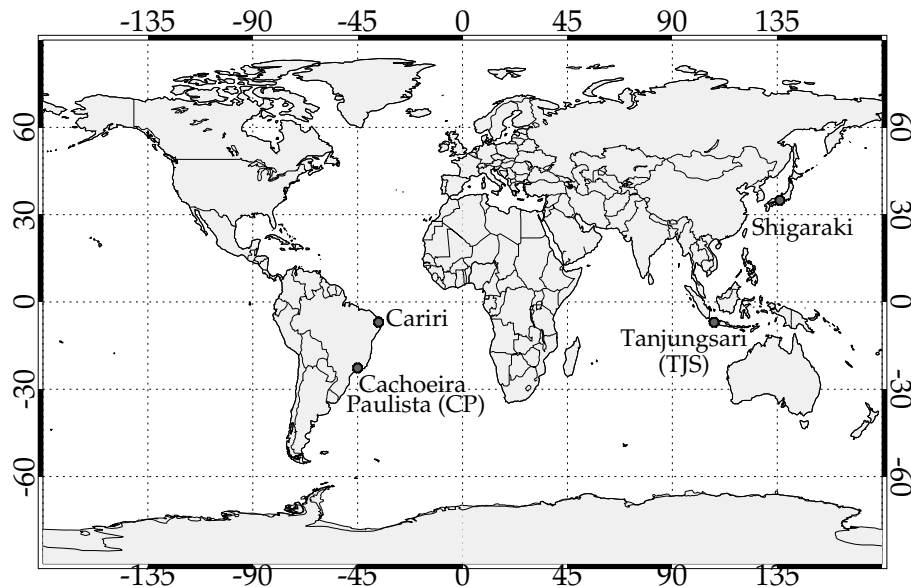 -135 -90 -45 0 45 90 135
60 60
30 30
Shigaraki
0 0
Cariri
Tanjungsari
(TJS)
-30 -30
Cachoeira
Paulista (CP)
-60 -60
-135 -90 -45 0 45 90 135